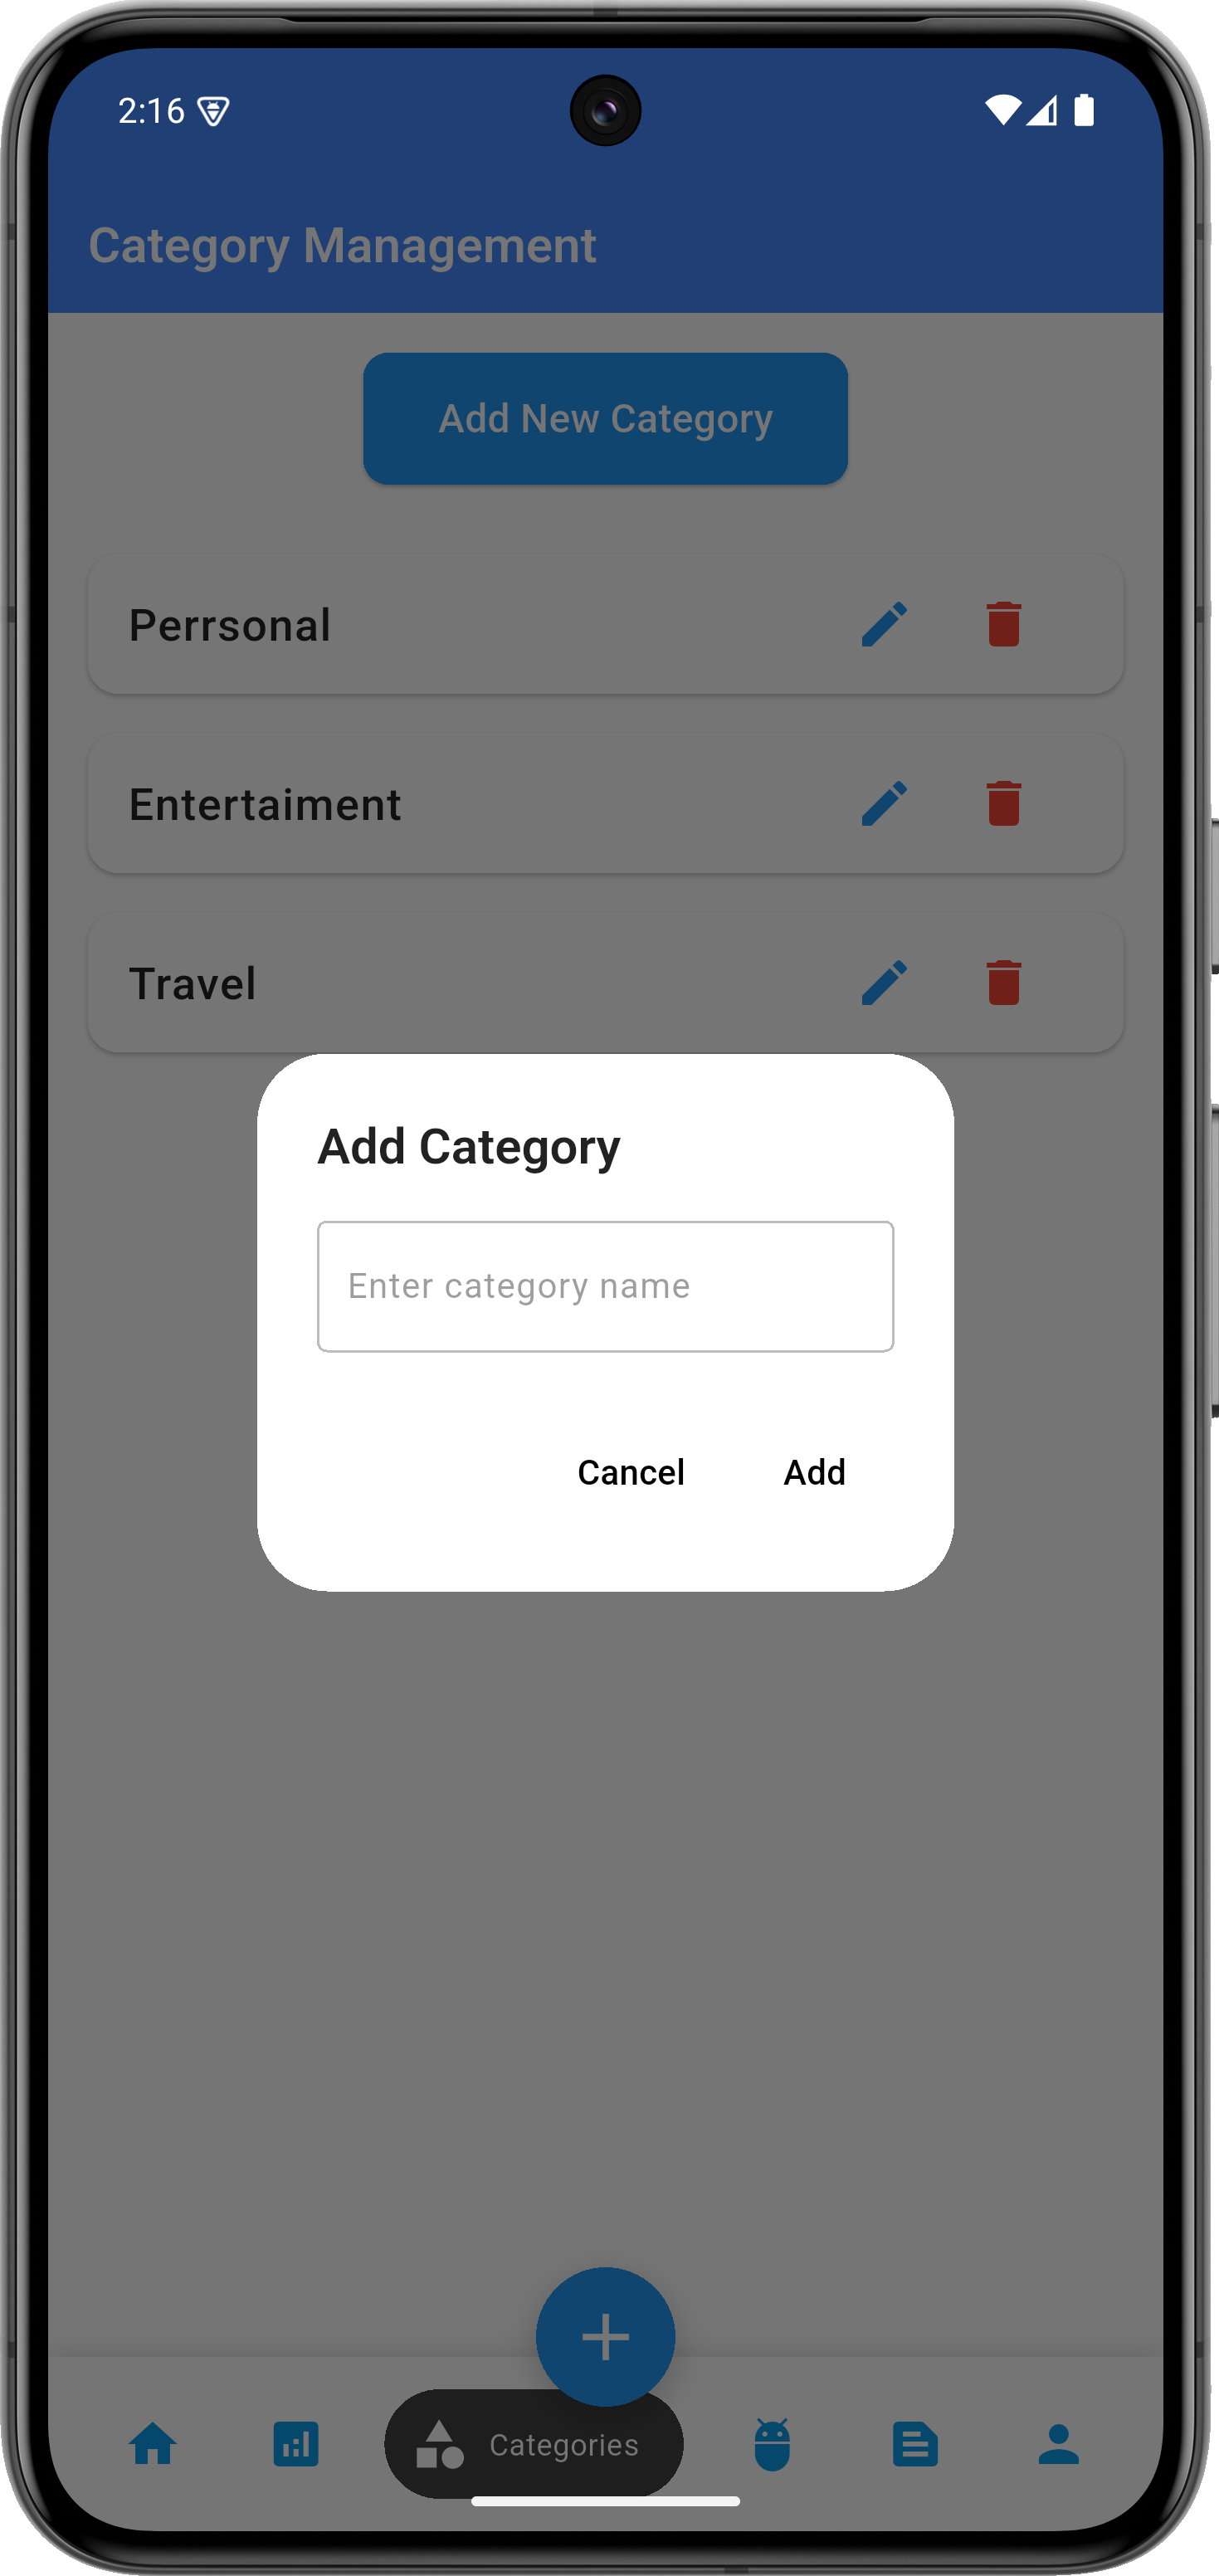 2:16
Category Management
Add New Category
Perrsonal
Entertaiment
Travel
Add Category
Enter category name
Cancel Add
Categories